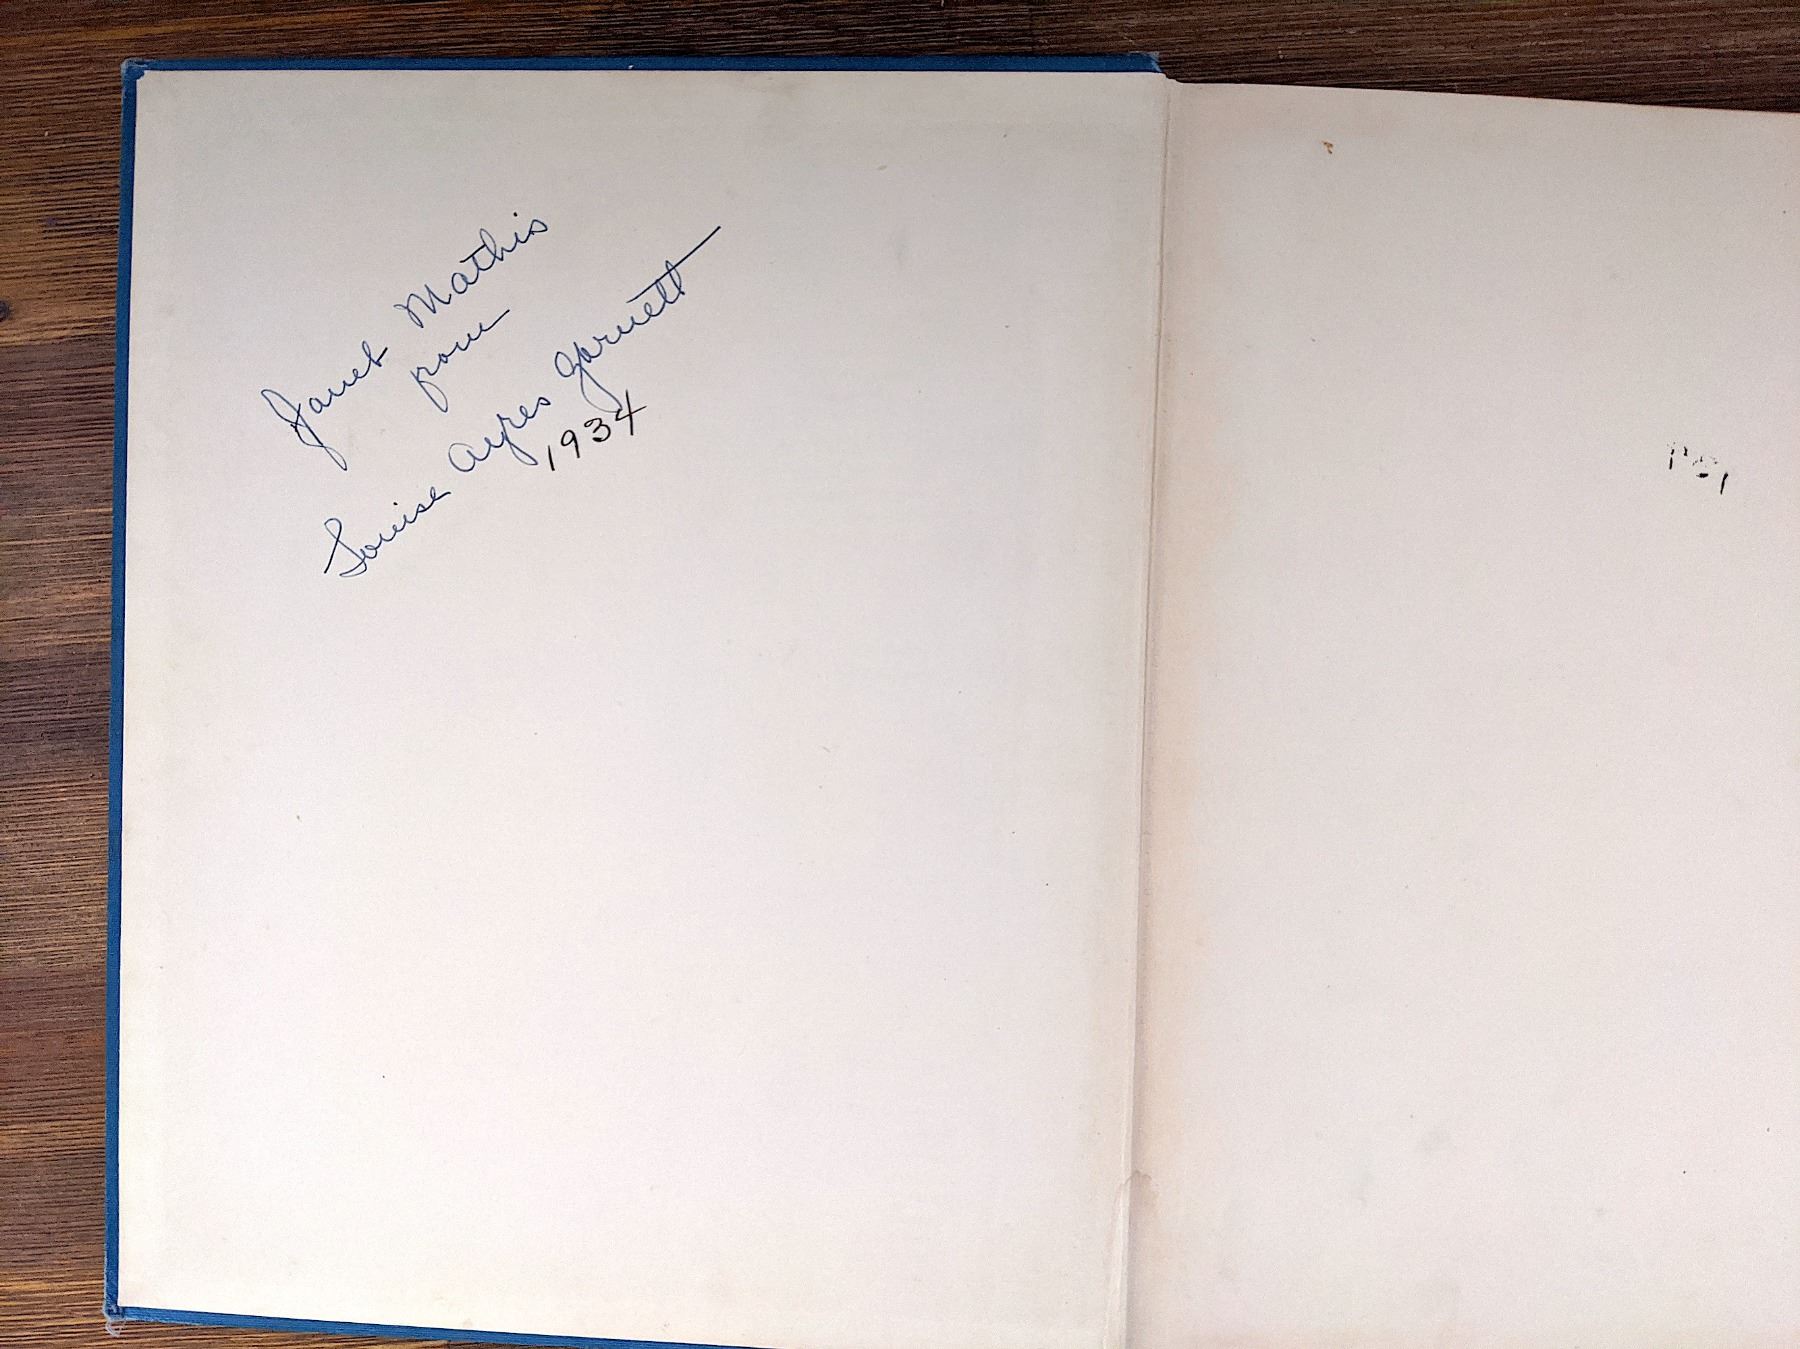 Janet Mathis
from
Louise Ayres Garnett
1934